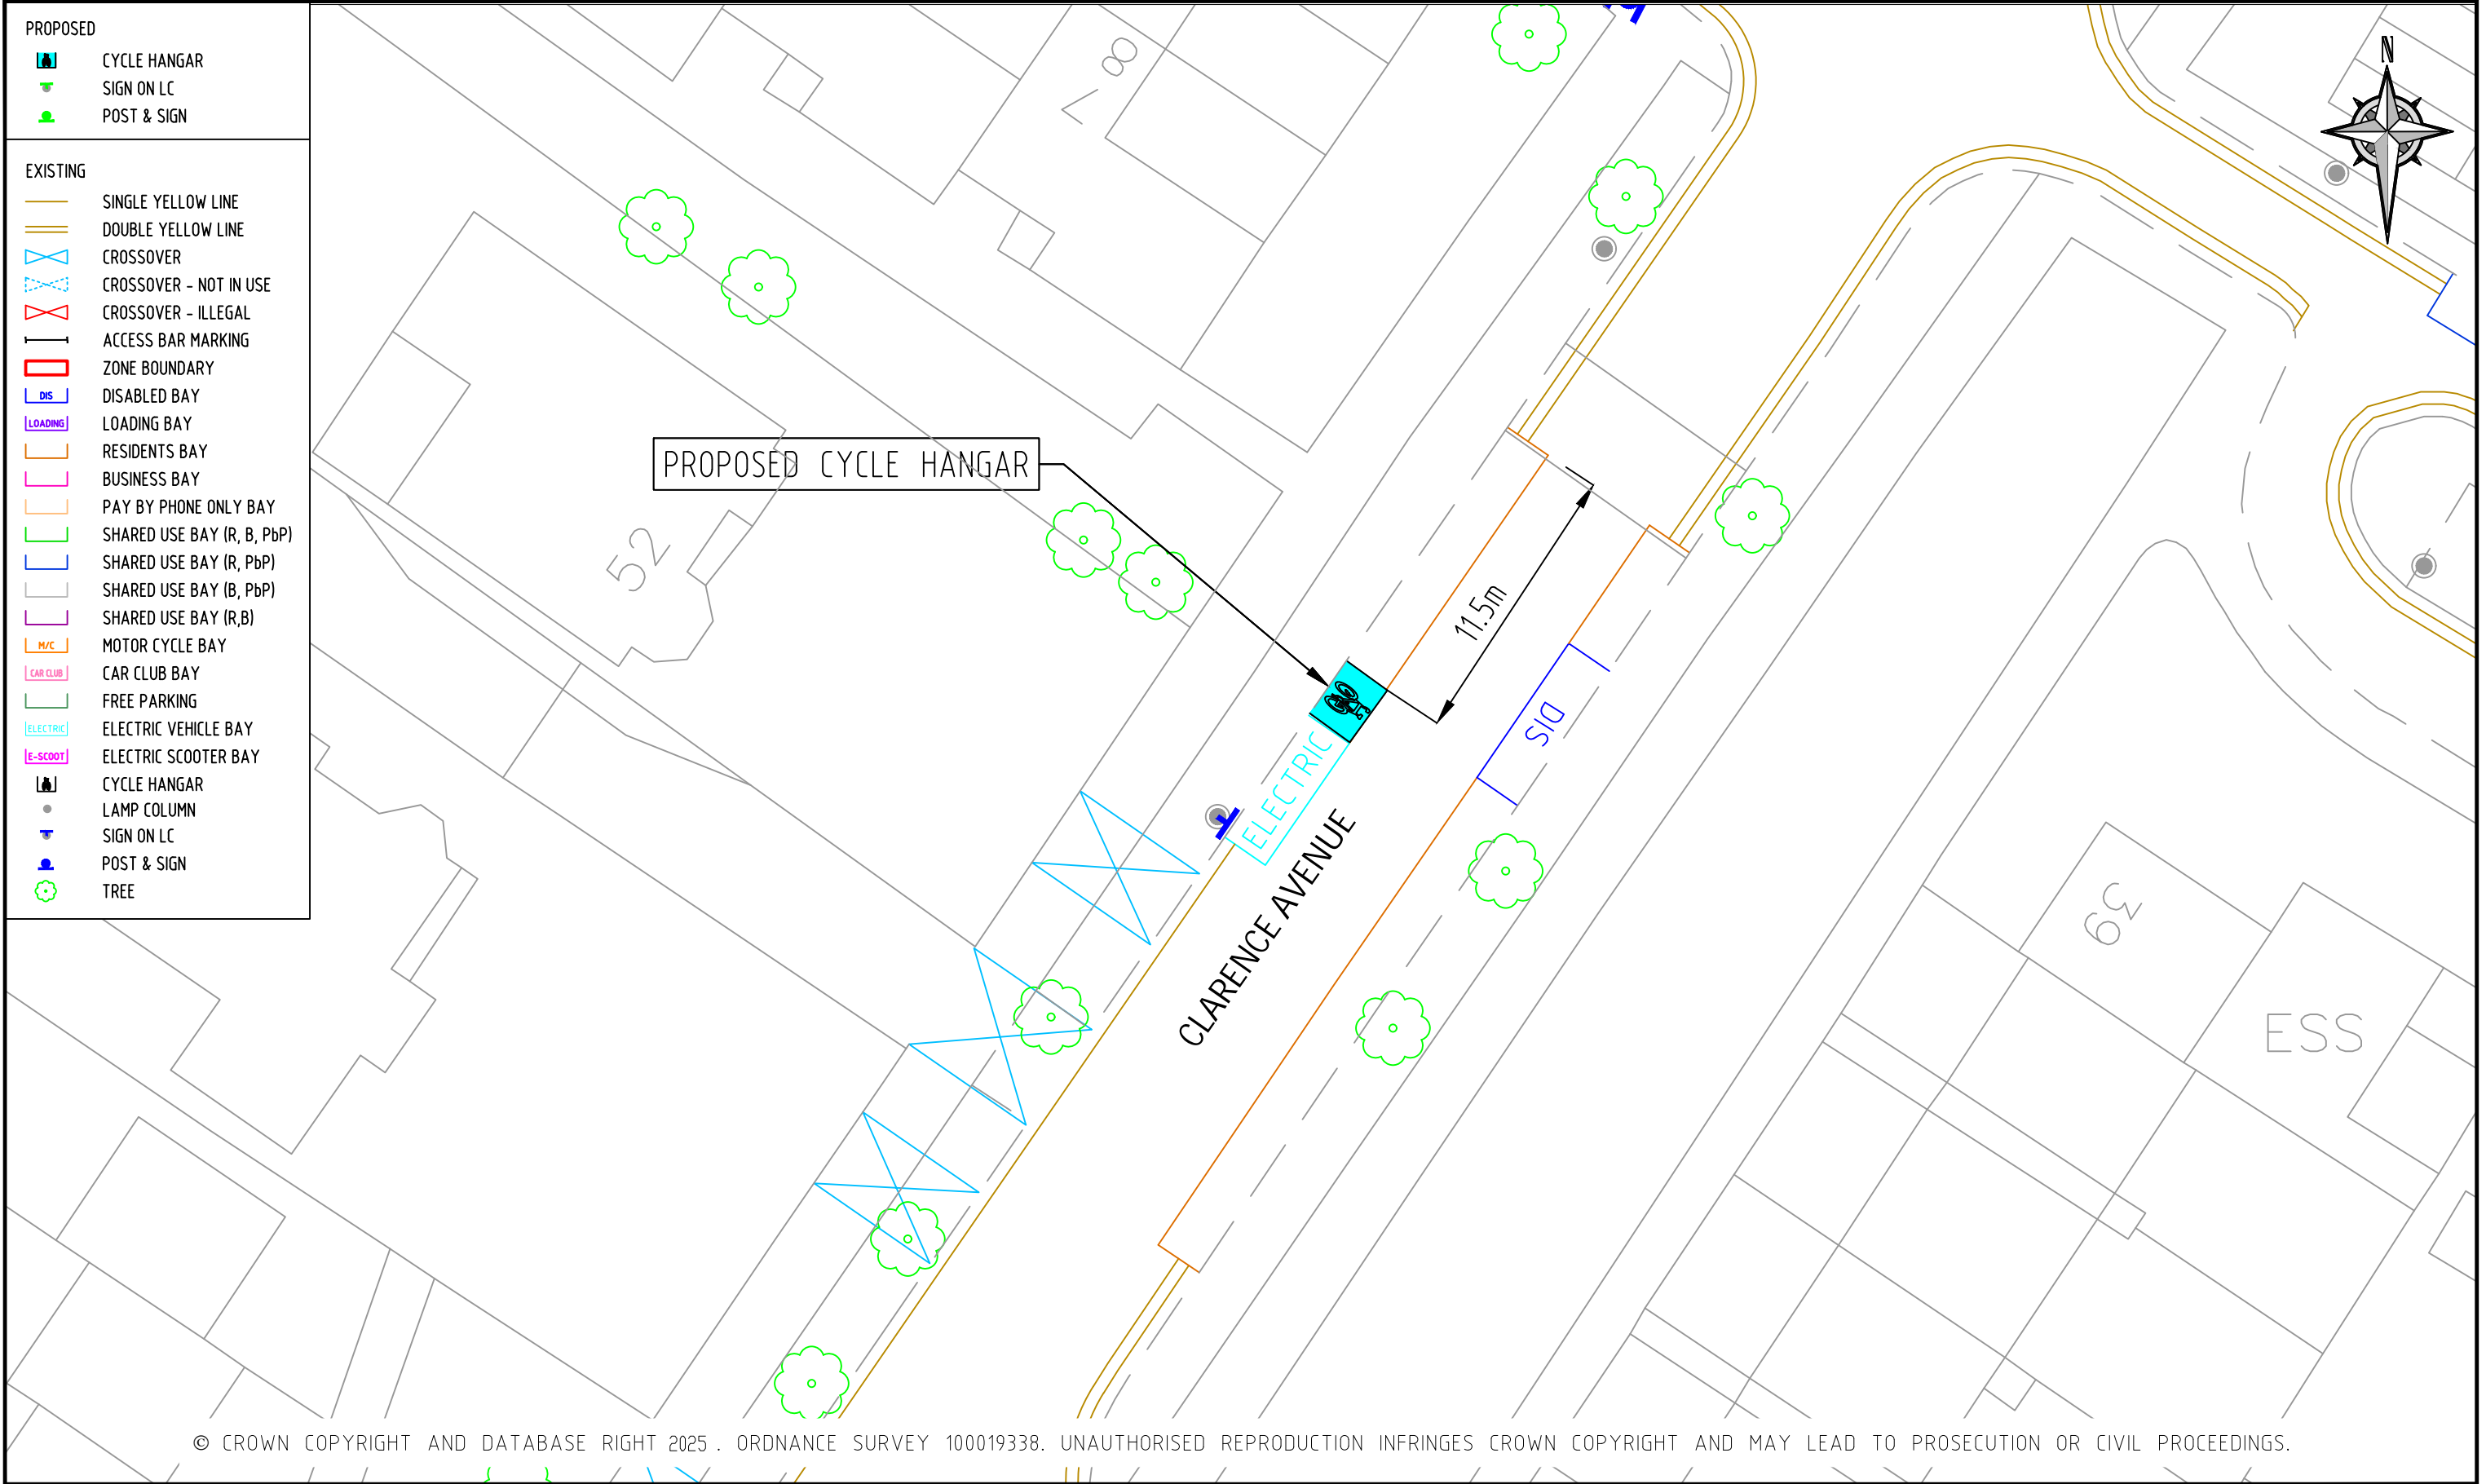 PROPOSED
CYCLE HANGAR
SIGN ON LC
POST & SIGN
EXISTING
SINGLE YELLOW LINE
DOUBLE YELLOW LINE
CROSSOVER
CROSSOVER - NOT IN USE
CROSSOVER - ILLEGAL
ACCESS BAR MARKING
ZONE BOUNDARY
DIS DISABLED BAY
LOADING LOADING BAY
RESIDENTS BAY
BUSINESS BAY
PAY BY PHONE ONLY BAY
SHARED USE BAY (R, B, PbP)
SHARED USE BAY (R, PbP)
SHARED USE BAY (B, PbP)
SHARED USE BAY (R,B)
M/C MOTOR CYCLE BAY
CAR CLUB CAR CLUB BAY
FREE PARKING
ELECTRIC ELECTRIC VEHICLE BAY
E-SCOOT ELECTRIC SCOOTER BAY
CYCLE HANGAR
LAMP COLUMN
SIGN ON LC
POST & SIGN
TREE
N
78
PROPOSED CYCLE HANGAR
52
11.5m
DIS
ELECTRIC
CLARENCE AVENUE
39
ESS
© CROWN COPYRIGHT AND DATABASE RIGHT 2025 . ORDNANCE SURVEY 100019338. UNAUTHORISED REPRODUCTION INFRINGES CROWN COPYRIGHT AND MAY LEAD TO PROSECUTION OR CIVIL PROCEEDINGS.